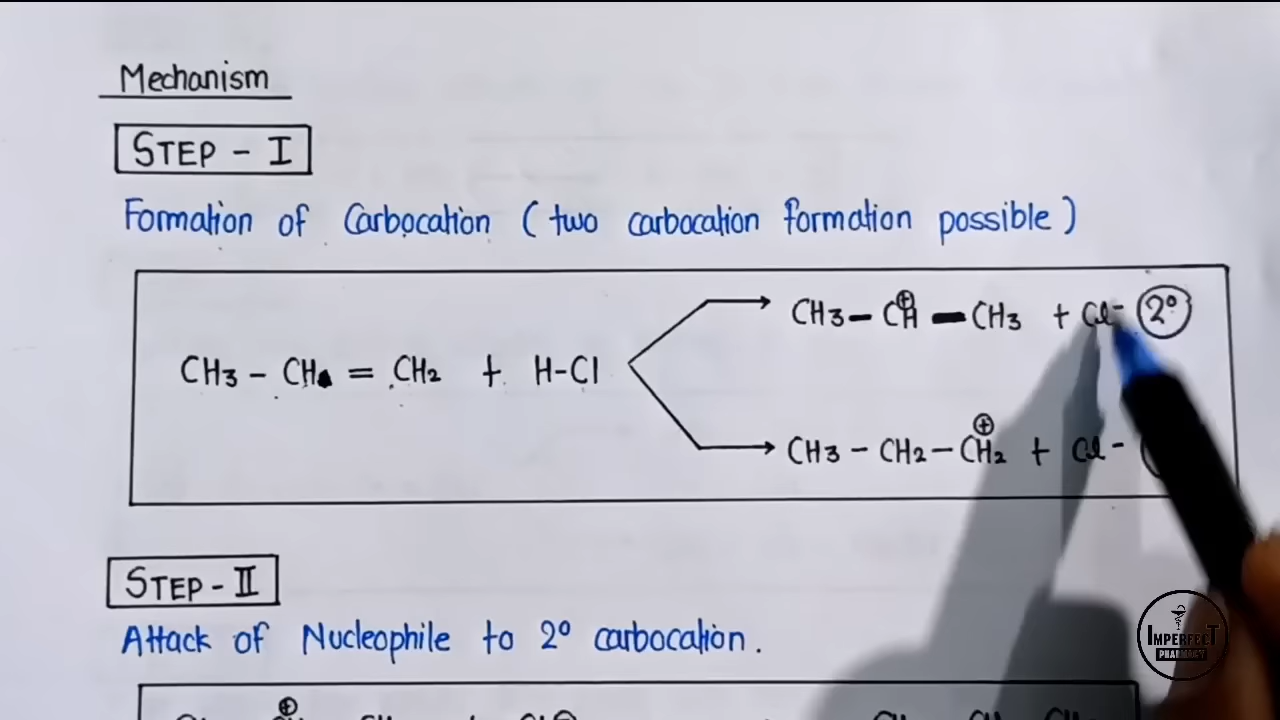 Mechanism
STEP - I
Formation of Carbocation ( two carbocation formation possible )
CH3 - CH = CH2 + H-Cl
CH3 - CH⊕ - CH3 + Cl- 2°
CH3 - CH2 - CH2⊕ + Cl-
STEP - II
Attack of Nucleophile to 2° carbocation.
IMPERFECT
PHARMACY